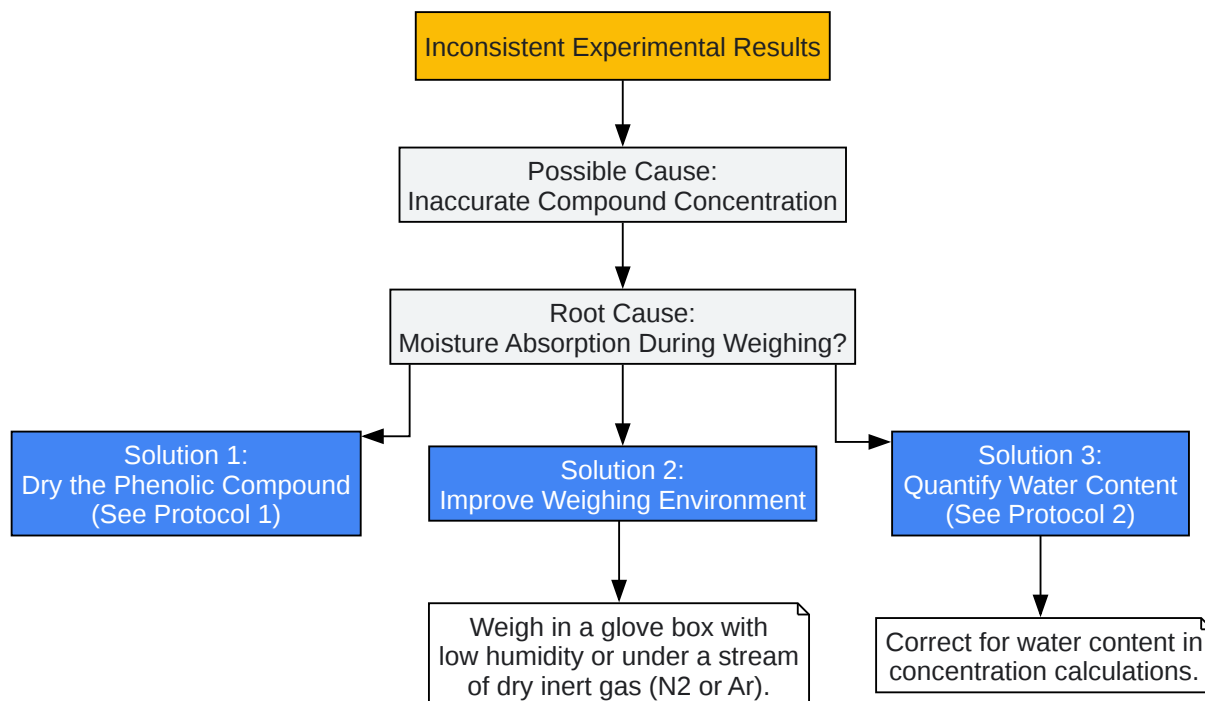 Inconsistent Experimental Results
Possible Cause:
Inaccurate Compound Concentration
Root Cause:
Moisture Absorption During Weighing?
Solution 1:
Dry the Phenolic Compound
(See Protocol 1)
Solution 2:
Improve Weighing Environment
Solution 3:
Quantify Water Content
(See Protocol 2)
Weigh in a glove box with
low humidity or under a stream
of dry inert gas (N2 or Ar).
Correct for water content in
concentration calculations.